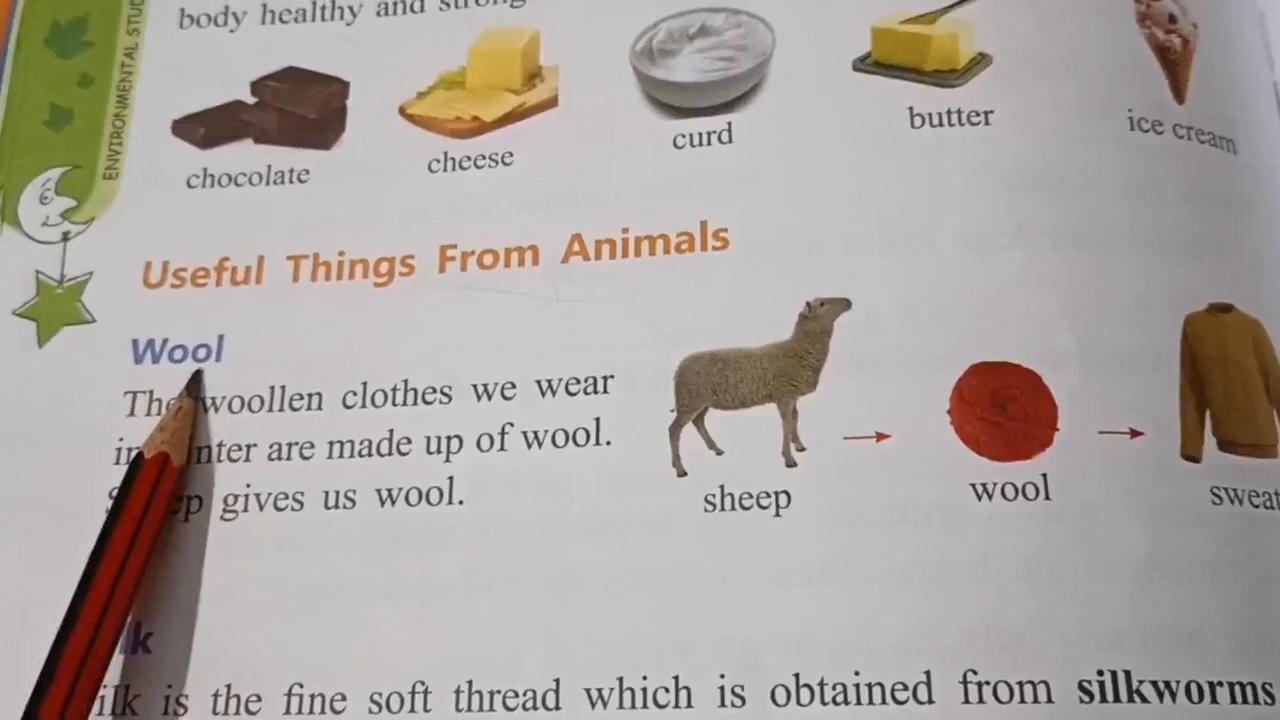 ENVIRONMENTAL
body healthy and strong
chocolate
cheese
curd
butter
ice cream
Useful Things From Animals
Wool
The woollen clothes we wear
are made up of wool.
gives us wool.
sheep
wool
is the fine soft thread which is obtained from silkworms